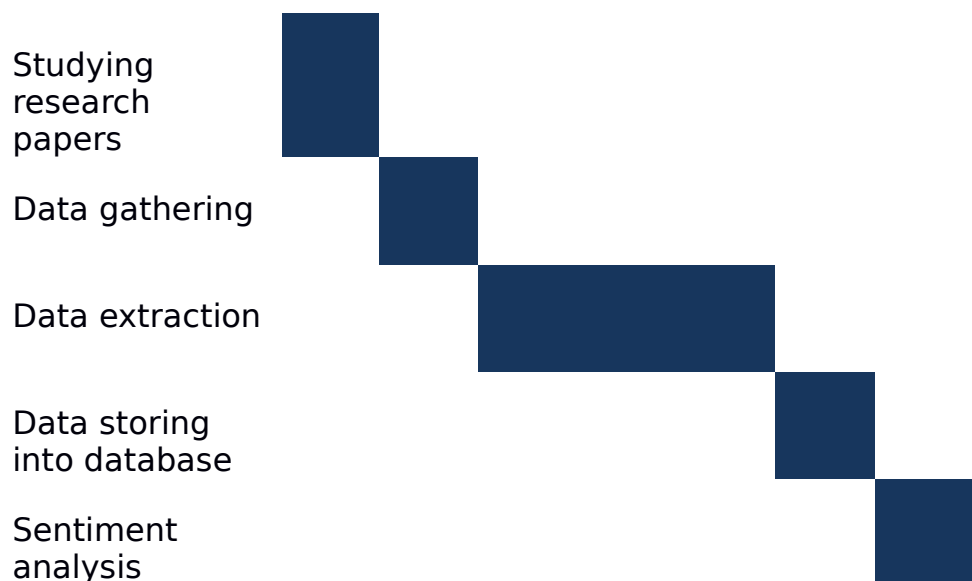 Studying
research
papers
Data gathering
Data extraction
Data storing
into database
Sentiment
analysis